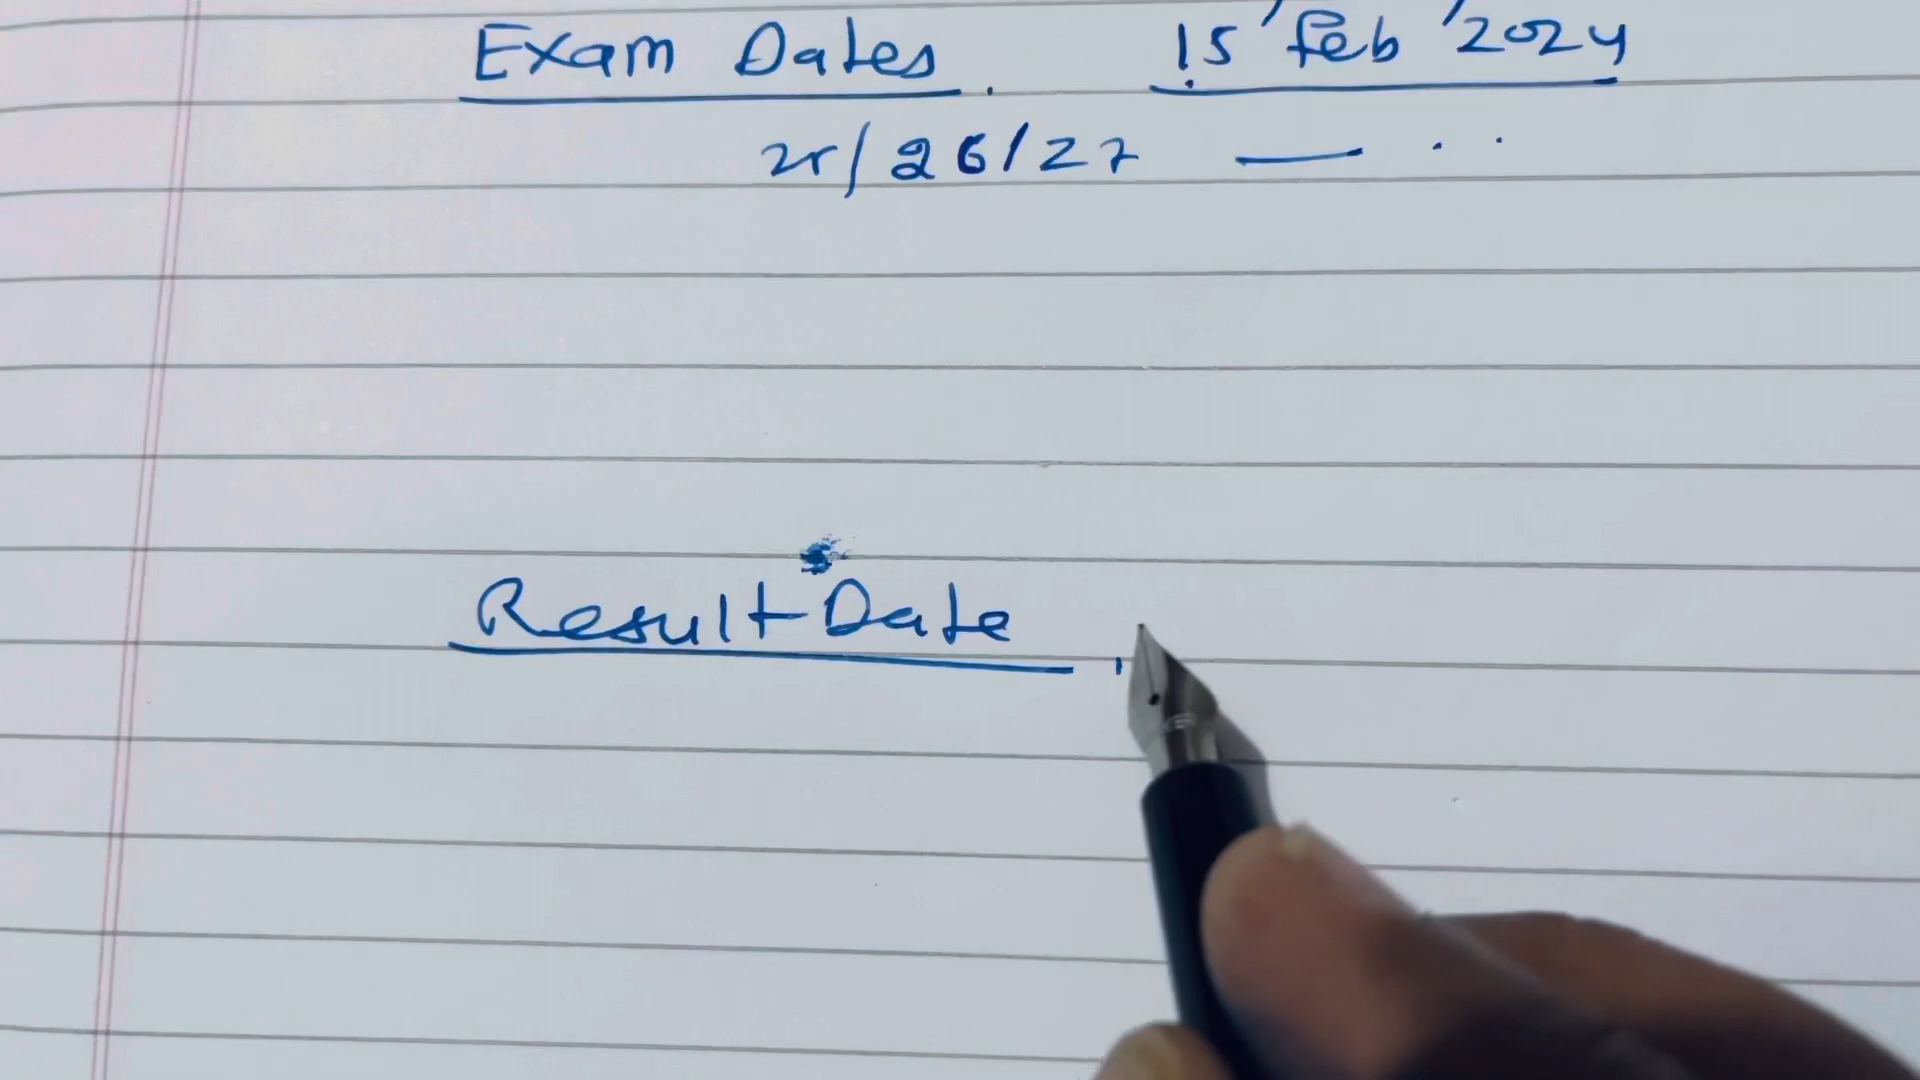 Exam Dates. 15 Feb 2024
25/26/27 — . .
Result Date